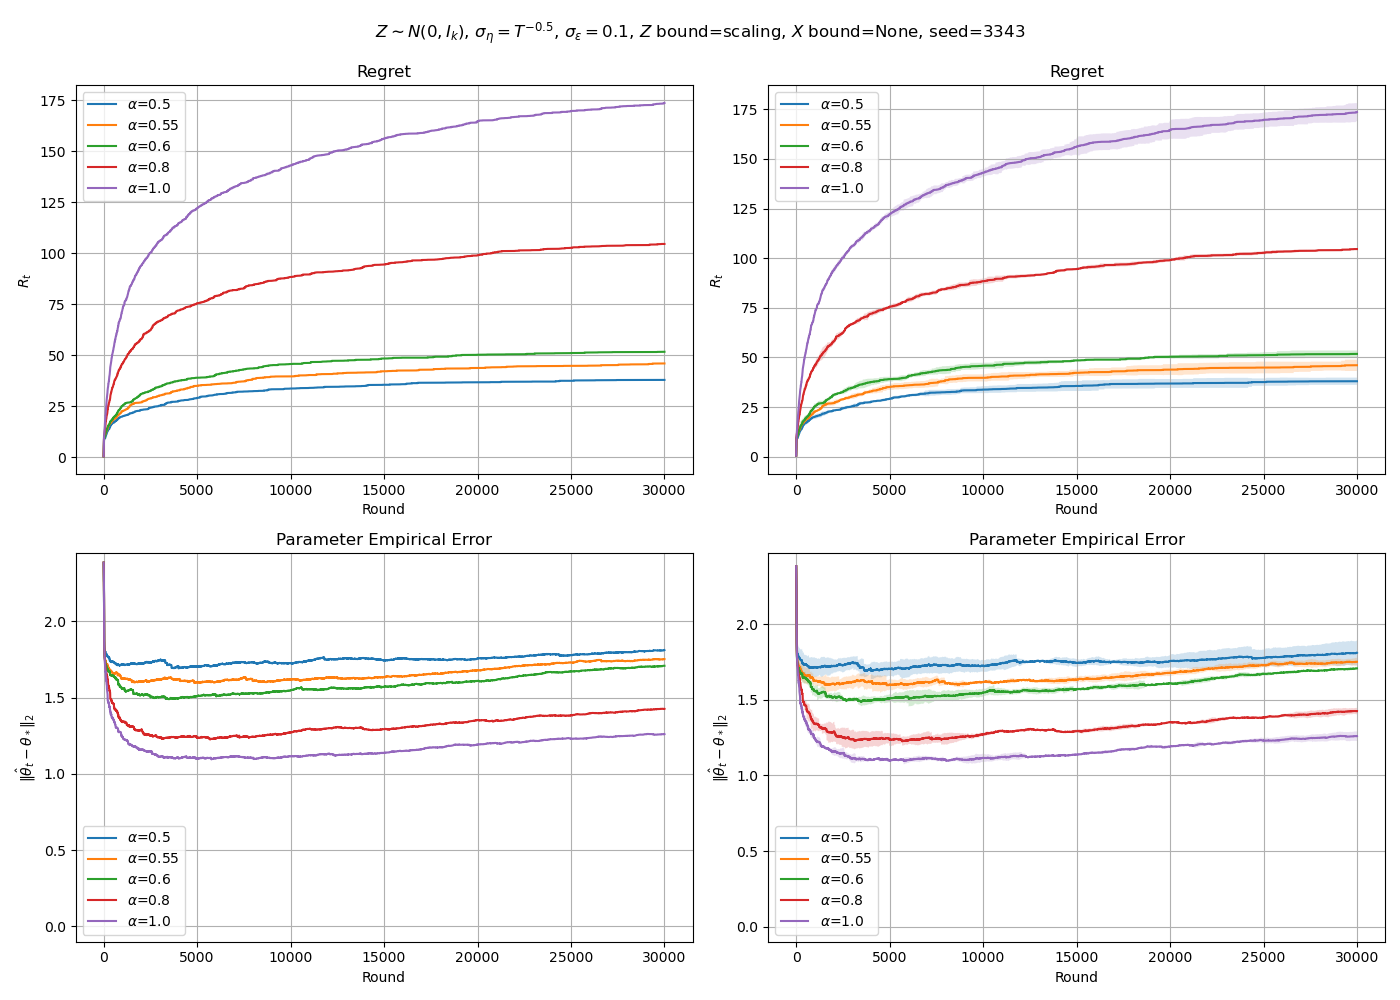 Z ~ N(0, I_k), σ_η = T^−0.5, σ_ε = 0.1, Z bound=scaling, X bound=None, seed=3343
Regret
R_t
175
150
125
100
75
50
25
0
α=0.5
α=0.55
α=0.6
α=0.8
α=1.0
0 5000 10000 15000 20000 25000 30000
Round
Regret
R_t
175
150
125
100
75
50
25
0
α=0.5
α=0.55
α=0.6
α=0.8
α=1.0
0 5000 10000 15000 20000 25000 30000
Round
Parameter Empirical Error
‖θ̂_t − θ_*‖_2
2.0
1.5
1.0
0.5
0.0
α=0.5
α=0.55
α=0.6
α=0.8
α=1.0
0 5000 10000 15000 20000 25000 30000
Round
Parameter Empirical Error
‖θ̂_t − θ_*‖_2
2.0
1.5
1.0
0.5
0.0
α=0.5
α=0.55
α=0.6
α=0.8
α=1.0
0 5000 10000 15000 20000 25000 30000
Round